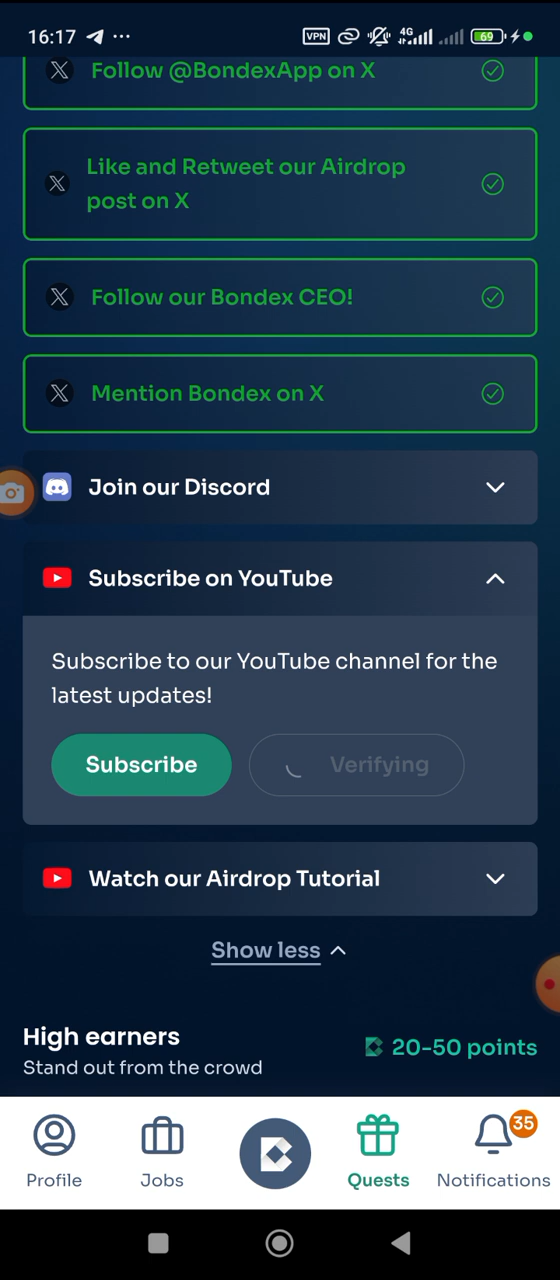 16:17
VPN
4G
69
Follow @BondexApp on X
Like and Retweet our Airdrop
post on X
Follow our Bondex CEO!
Mention Bondex on X
Join our Discord
Subscribe on YouTube
Subscribe to our YouTube channel for the
latest updates!
Subscribe
Verifying
Watch our Airdrop Tutorial
Show less
High earners
20-50 points
Stand out from the crowd
35
Profile
Jobs
Quests
Notifications